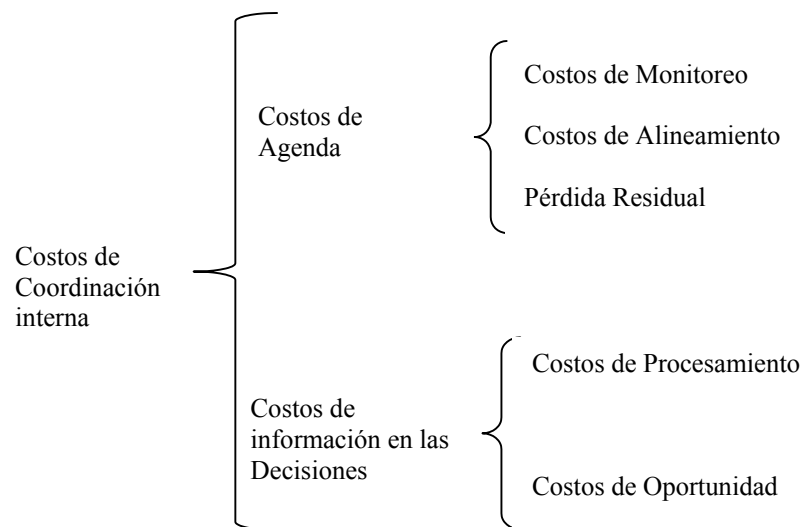 Costos de
Coordinación
interna
Costos de
Agenda
Costos de Monitoreo
Costos de Alineamiento
Pérdida Residual
Costos de
información en las
Decisiones
Costos de Procesamiento
Costos de Oportunidad